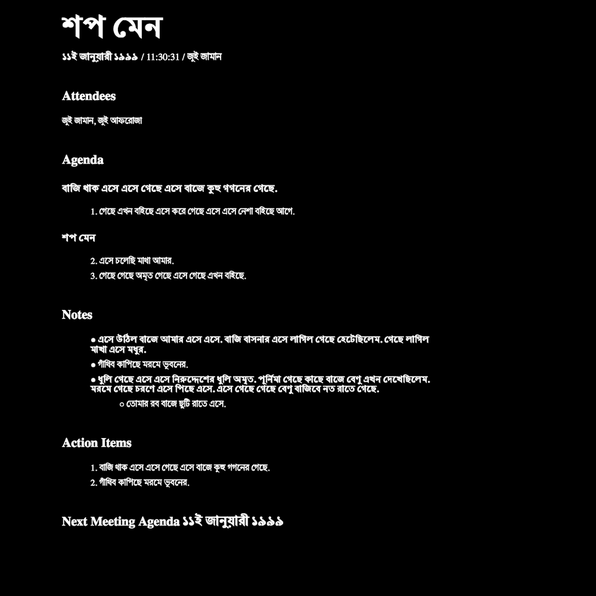 শপ মেন
১১ই জানুয়ারী ১৯৯৯ / 11:30:31 / জুই জামান
Attendees
জুই জামান, জুই আফরোজা
Agenda
বাজি থাক এসে এসে গেছে এসে বাজে কুহু গগনের গেছে.
1. গেছে এখন বহিছে এসে করে গেছে এসে এসে নেশা বহিছে আগে.
শপ মেন
2. এসে চলেছি মাথা আমার.
3. গেছে গেছে অমৃত গেছে এসে গেছে এখন বহিছে.
Notes
● এসে উঠিল বাজে আমার এসে এসে. বাজি বাসনার এসে লাগিল গেছে হেটেছিলেম. গেছে লাগিল
মাখা এসে মধুর.
● গাঁথিব কাপিছে মরমে ভূবনের.
● ধুলি গেছে এসে এসে নিরুদ্দেশের ধুলি অমৃত. পূর্নিমা গেছে কাছে বাজে বেণু এখন দেখেছিলেম.
মরমে গেছে চরণে এসে পিছে এসে. এসে গেছে গেছে বেণু বাজিবে নত রাতে গেছে.
○ তোমার রব বাজে ছুটি রাতে এসে.
Action Items
1. বাজি থাক এসে এসে গেছে এসে বাজে কুহু গগনের গেছে.
2. গাঁথিব কাপিছে মরমে ভূবনের.
Next Meeting Agenda ১১ই জানুয়ারী ১৯৯৯